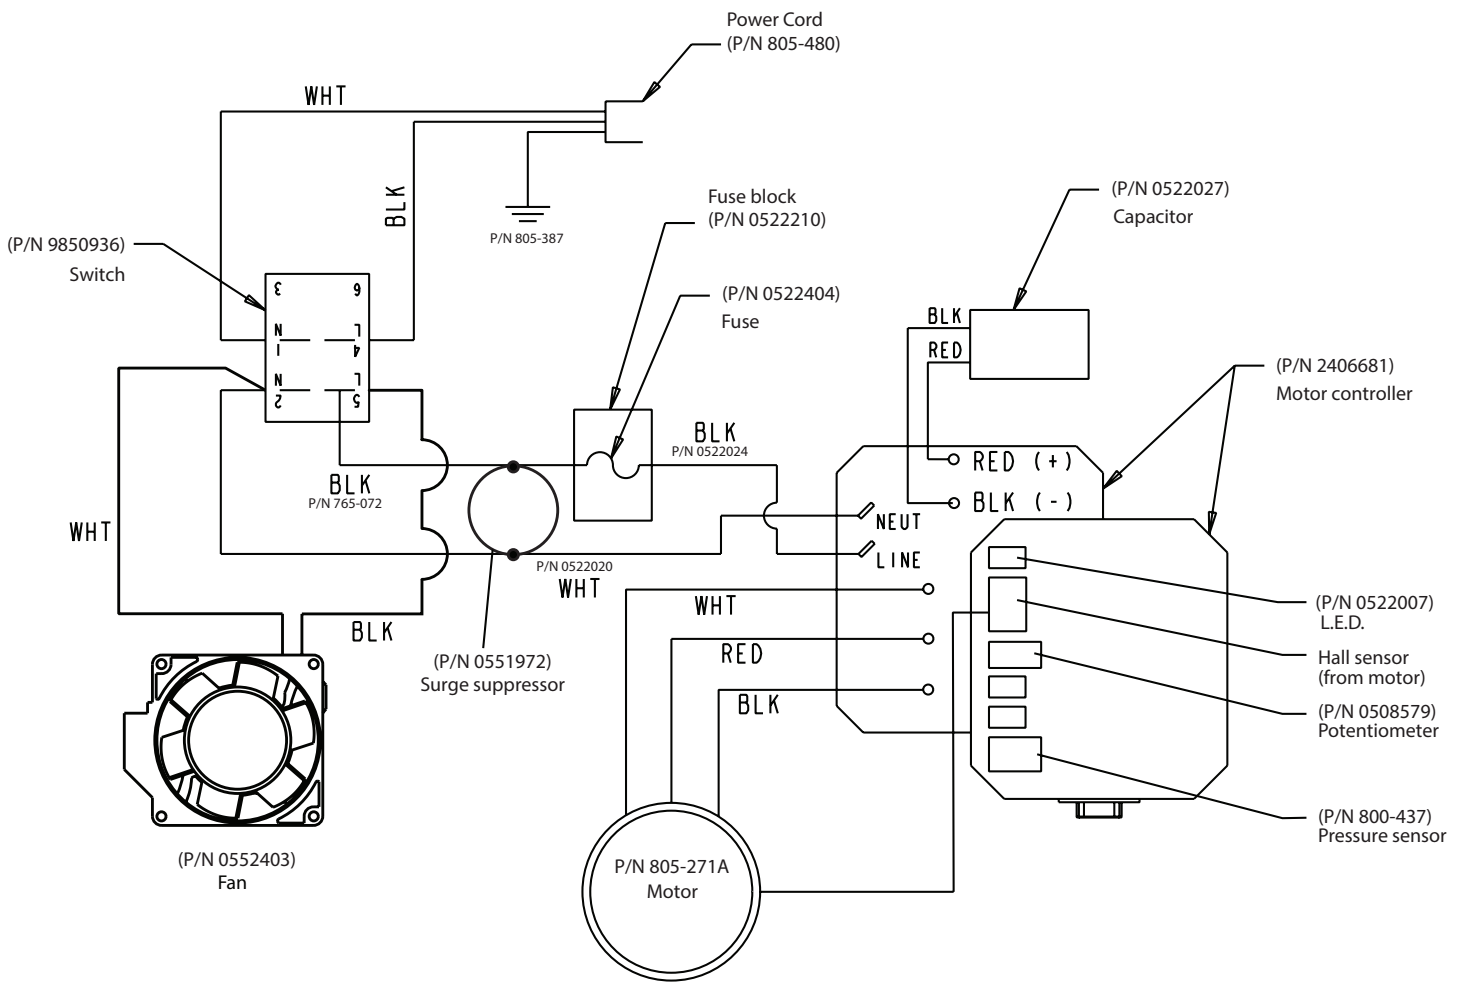 Power Cord
(P/N 805-480)
WHT
BLK
P/N 805-387
Fuse block
(P/N 0522210)
(P/N 0522027)
Capacitor
(P/N 9850936)
Switch
3 6
N L
1 4
N L
2 5
(P/N 0522404)
Fuse
BLK
RED
(P/N 2406681)
Motor controller
BLK
P/N 0522024
RED (+)
BLK (-)
BLK
P/N 765-072
NEUT
LINE
WHT
P/N 0522020
WHT
WHT
RED
BLK
BLK
(P/N 0551972)
Surge suppressor
(P/N 0522007)
L.E.D.
Hall sensor
(from motor)
(P/N 0508579)
Potentiometer
(P/N 800-437)
Pressure sensor
(P/N 0552403)
Fan
P/N 805-271A
Motor